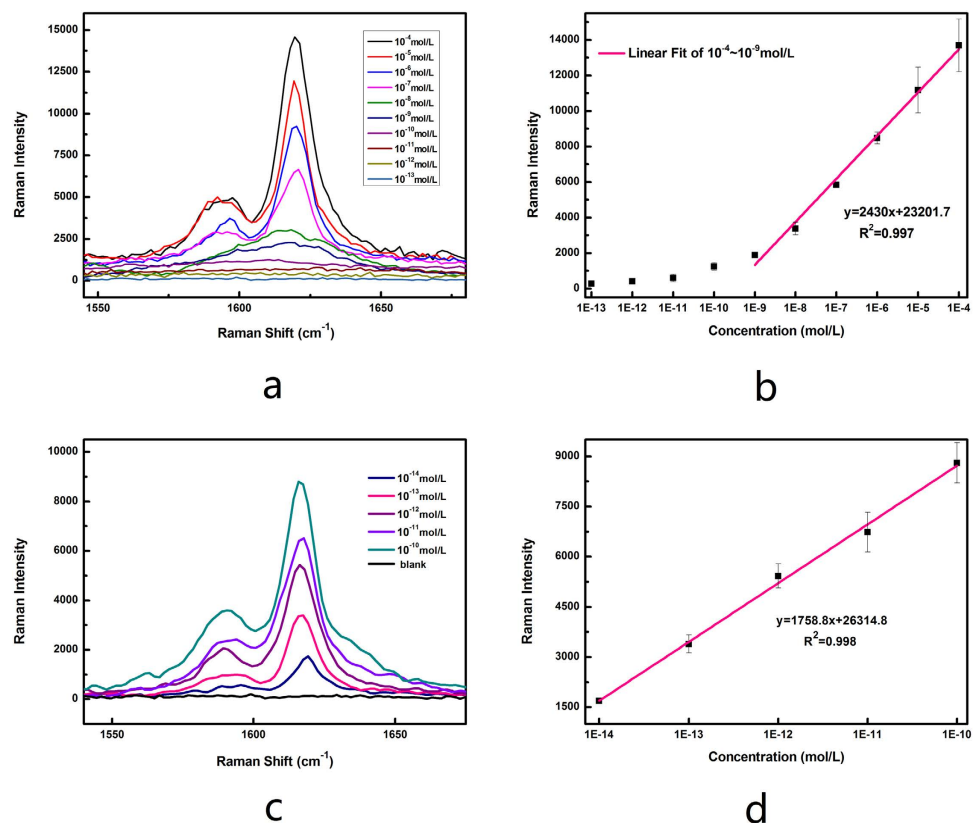 15000
12500
10000
7500
5000
2500
0
Raman Intensity
10⁻⁴mol/L
10⁻⁵mol/L
10⁻⁶mol/L
10⁻⁷mol/L
10⁻⁸mol/L
10⁻⁹mol/L
10⁻¹⁰mol/L
10⁻¹¹mol/L
10⁻¹²mol/L
10⁻¹³mol/L
1550 1600 1650
Raman Shift (cm⁻¹)
a
14000
12000
10000
8000
6000
4000
2000
0
Raman Intensity
Linear Fit of 10⁻⁴~10⁻⁹mol/L
y=2430x+23201.7
R²=0.997
1E-13 1E-12 1E-11 1E-10 1E-9 1E-8 1E-7 1E-6 1E-5 1E-4
Concentration (mol/L)
b
10000
8000
6000
4000
2000
0
Raman Intensity
10⁻¹⁴mol/L
10⁻¹³mol/L
10⁻¹²mol/L
10⁻¹¹mol/L
10⁻¹⁰mol/L
blank
1550 1600 1650
Raman Shift (cm⁻¹)
c
9000
7500
6000
4500
3000
1500
Raman Intensity
y=1758.8x+26314.8
R²=0.998
1E-14 1E-13 1E-12 1E-11 1E-10
Concentration (mol/L)
d